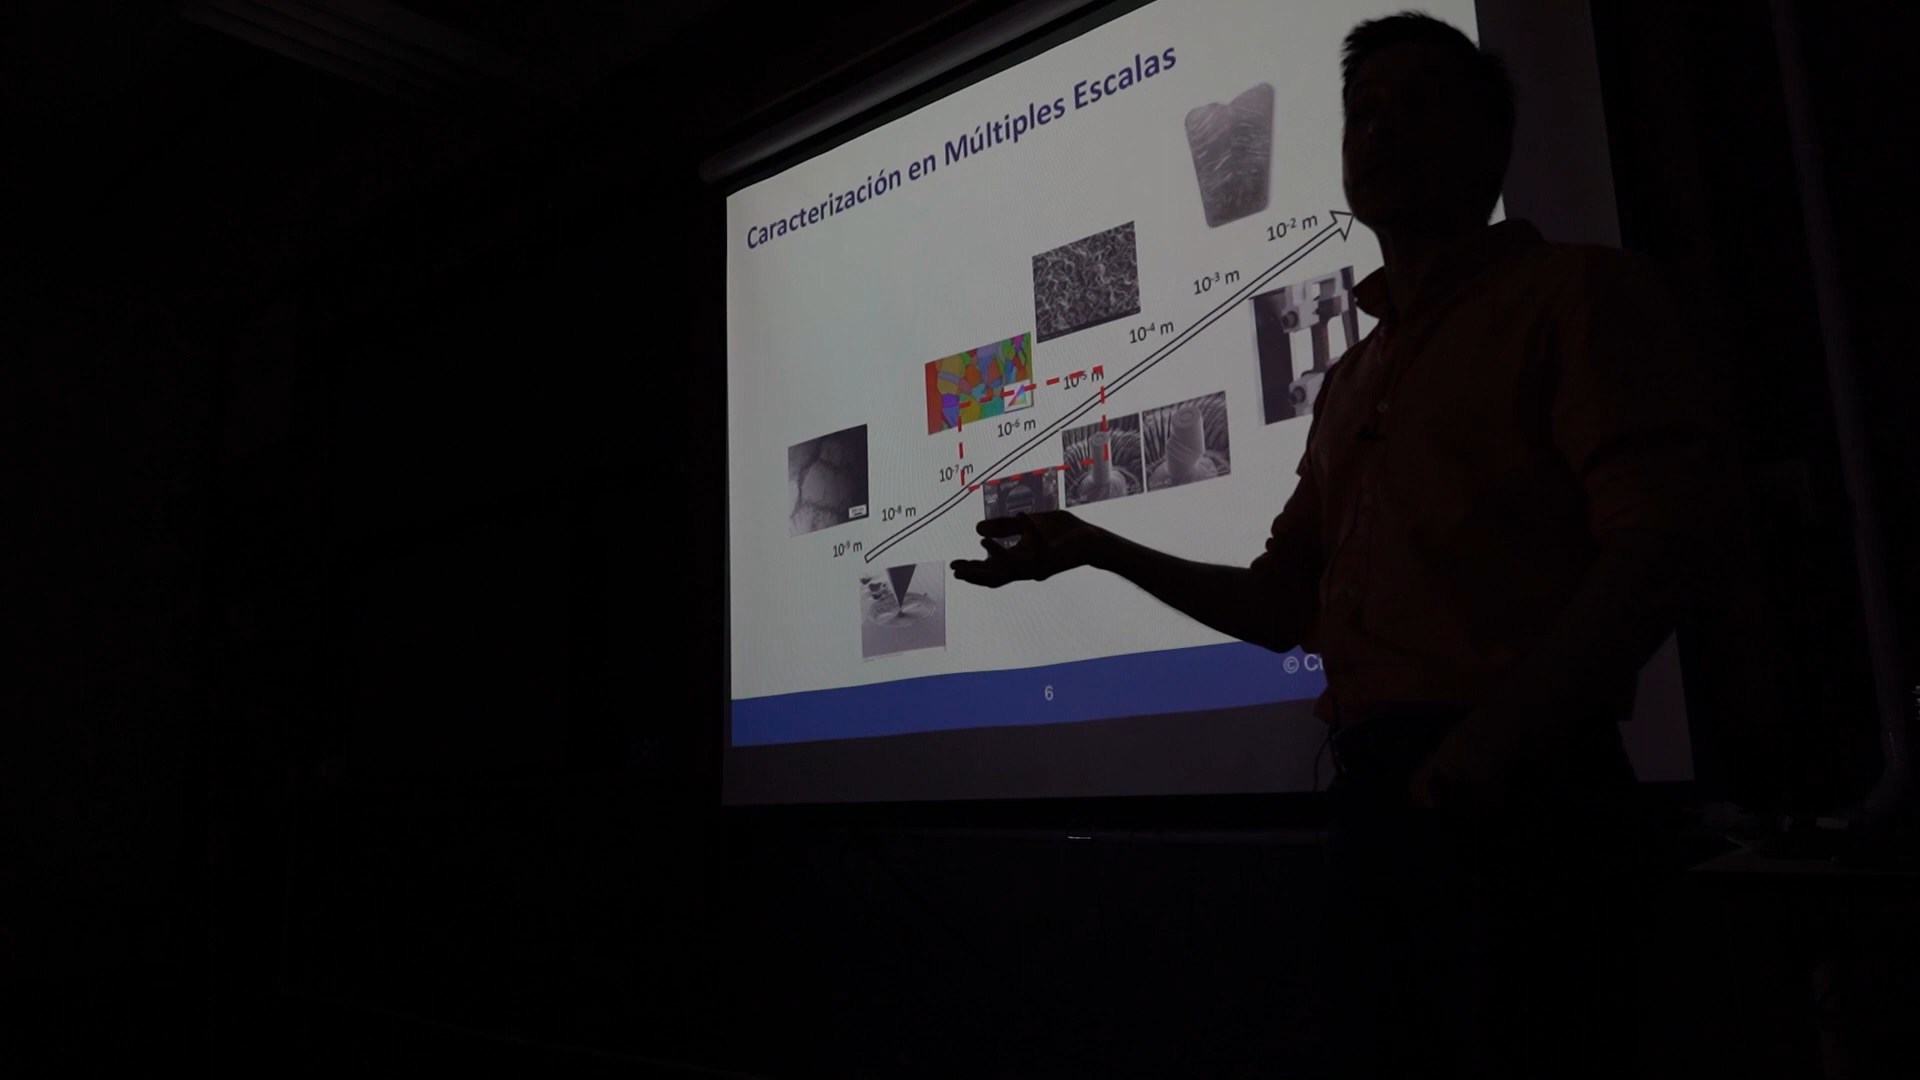 Caracterización en Múltiples Escalas
10⁻² m
10⁻³ m
10⁻⁴ m
10⁻⁵ m
10⁻⁶ m
10⁻⁷ m
10⁻⁸ m
10⁻⁹ m
©
6